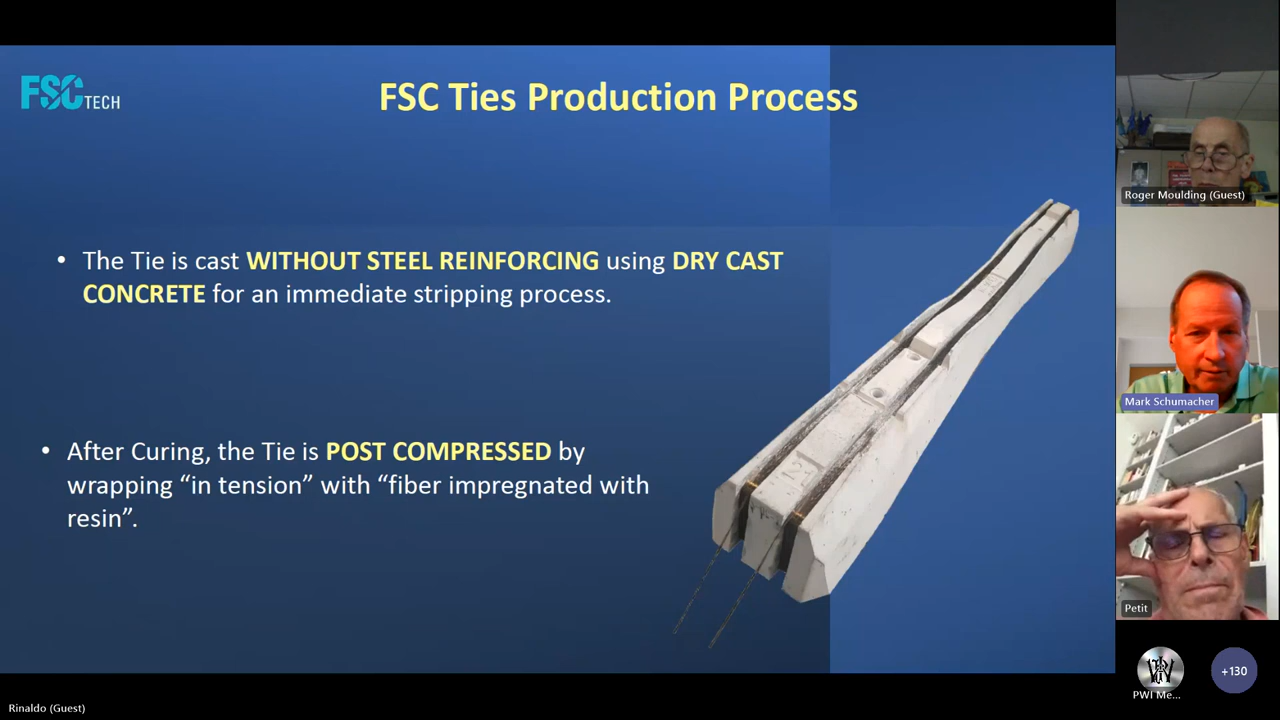 FSC TECH
FSC Ties Production Process
• The Tie is cast WITHOUT STEEL REINFORCING using DRY CAST
CONCRETE for an immediate stripping process.
• After Curing, the Tie is POST COMPRESSED by
wrapping “in tension” with “fiber impregnated with
resin”.
Roger Moulding (Guest)
Mark Schumacher
Petit
PWI Me...
+130
Rinaldo (Guest)